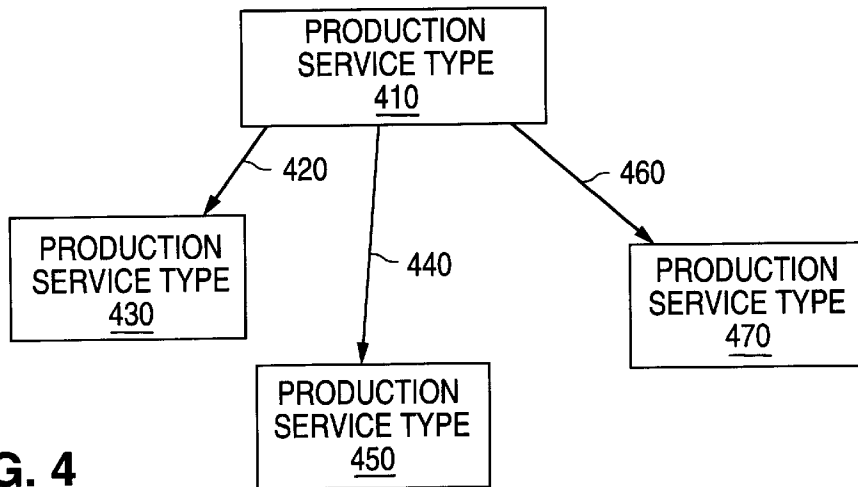 PRODUCTION
SERVICE TYPE
410
420
460
440
PRODUCTION
SERVICE TYPE
430
PRODUCTION
SERVICE TYPE
470
PRODUCTION
SERVICE TYPE
450
G. 4